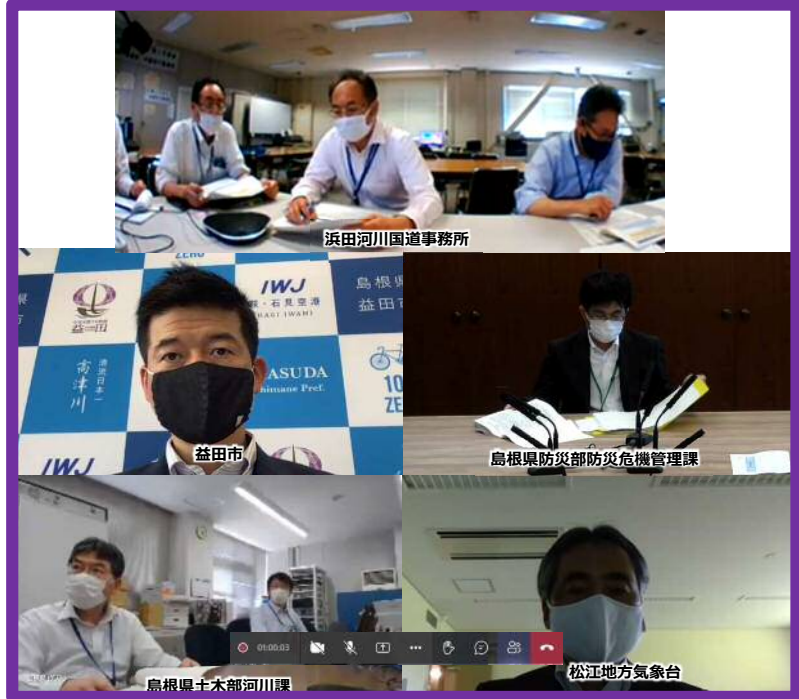 浜田河川国道事務所
ZERO
IWJ
萩・石見空港
HAGI IWAMI
島根県
益田市
益田
清流日本一
高津川
MASUDA
Shimane Pref.
IWJ
益田市
島根県防災部防災危機管理課
01:00:03
島根県土木部河川課
松江地方気象台